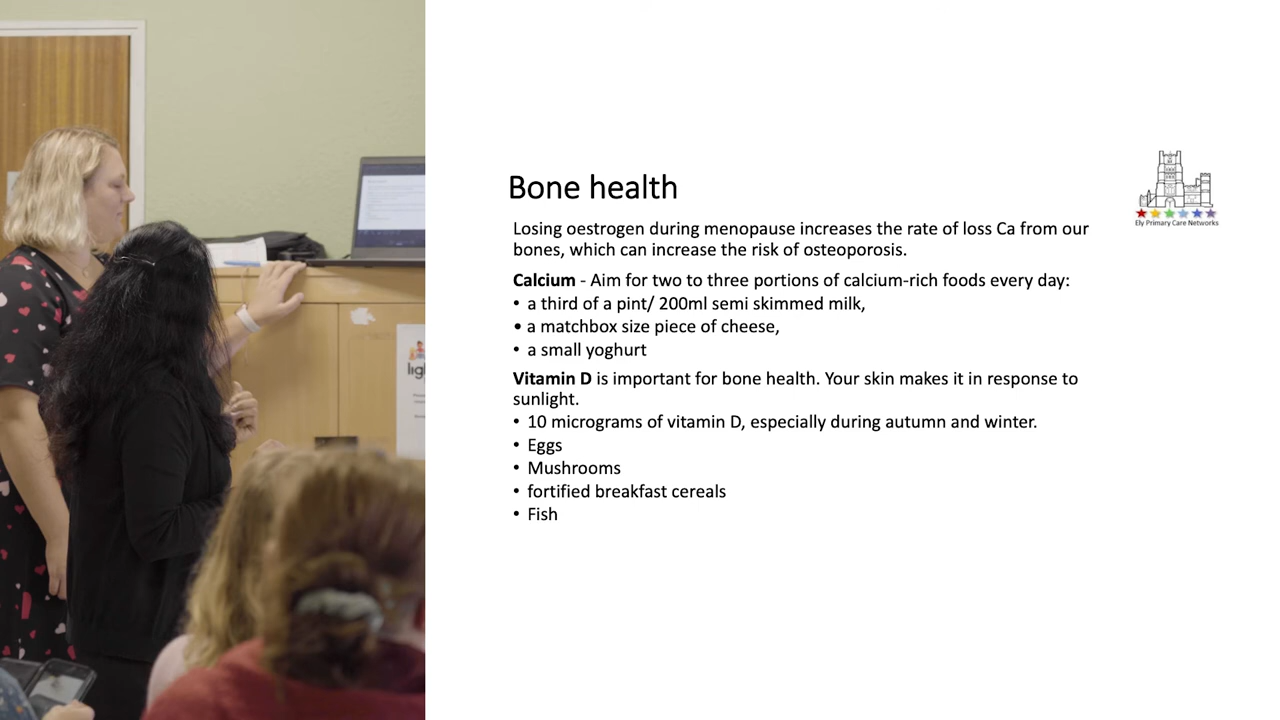 Bone health
Losing oestrogen during menopause increases the rate of loss Ca from our
bones, which can increase the risk of osteoporosis.
Calcium - Aim for two to three portions of calcium-rich foods every day:
• a third of a pint/ 200ml semi skimmed milk,
• a matchbox size piece of cheese,
• a small yoghurt
Vitamin D is important for bone health. Your skin makes it in response to
sunlight.
• 10 micrograms of vitamin D, especially during autumn and winter.
• Eggs
• Mushrooms
• fortified breakfast cereals
• Fish
Ely Primary Care Networks